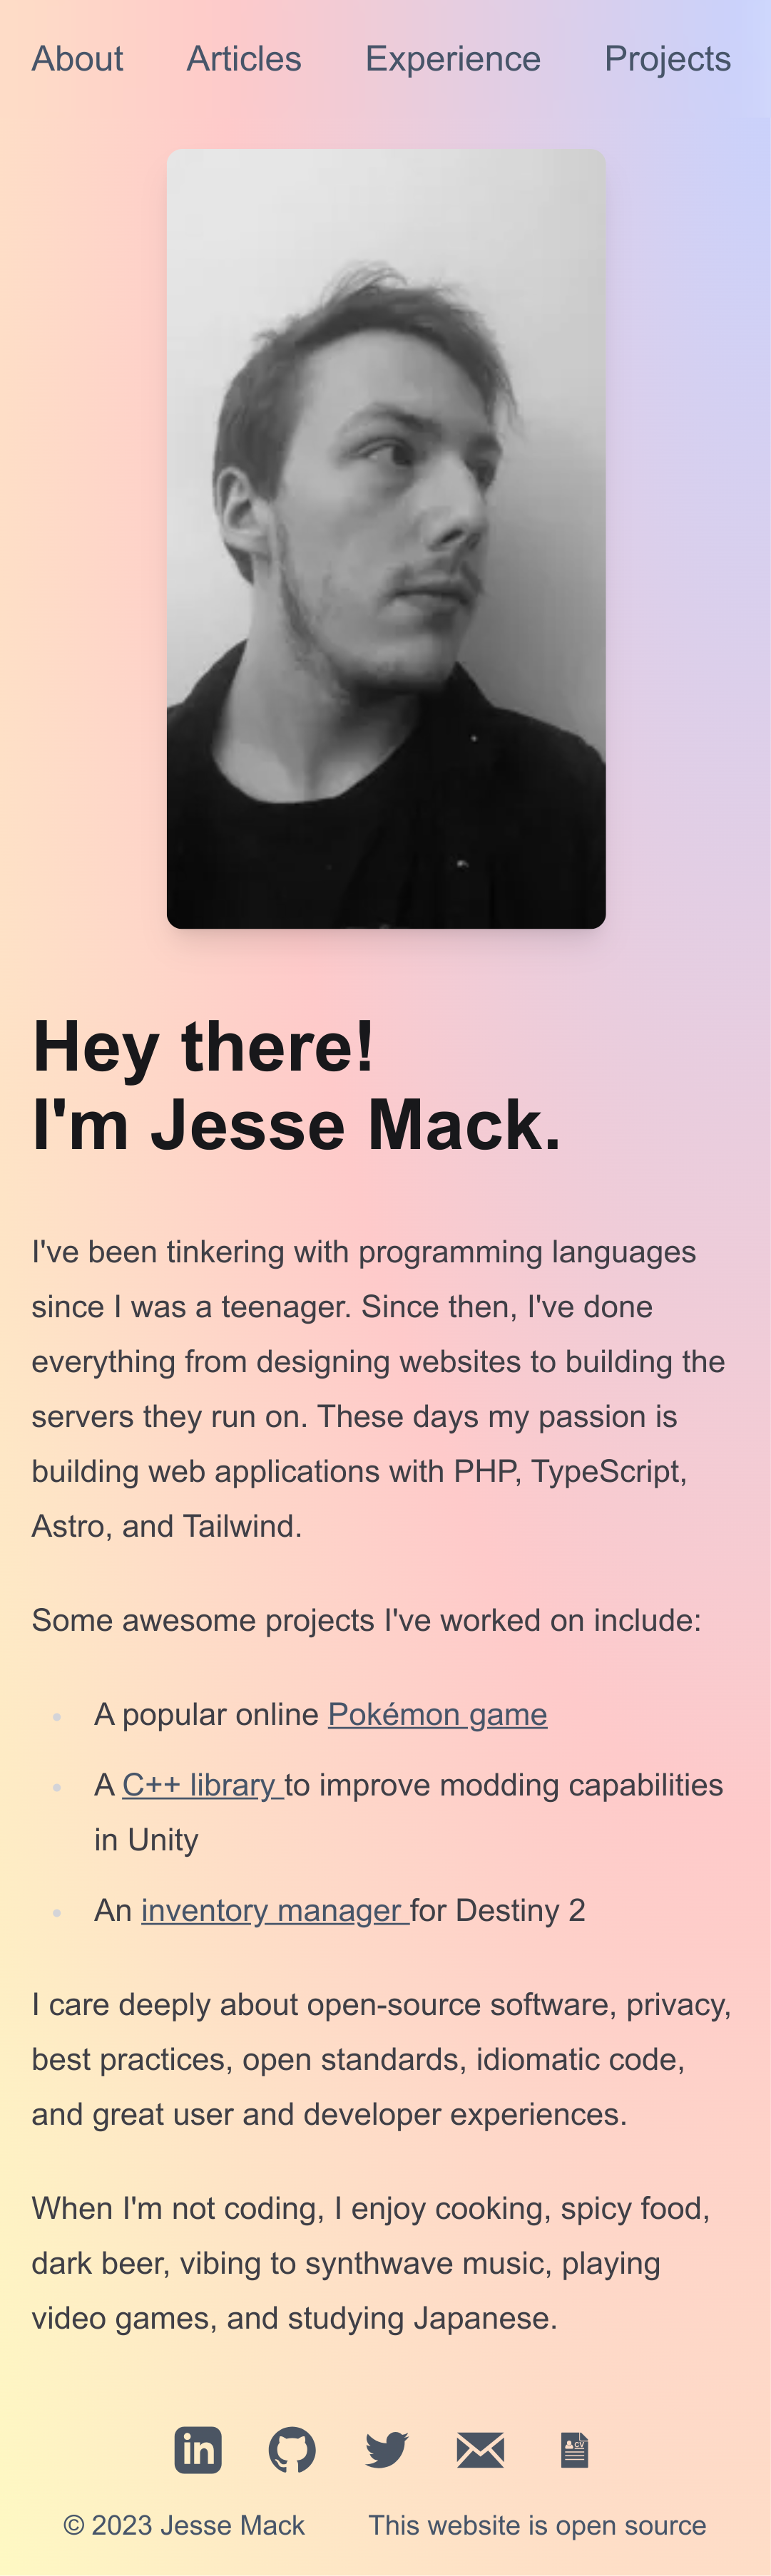 About Articles Experience Projects
Hey there!
I'm Jesse Mack.
I've been tinkering with programming languages
since I was a teenager. Since then, I've done
everything from designing websites to building the
servers they run on. These days my passion is
building web applications with PHP, TypeScript,
Astro, and Tailwind.
Some awesome projects I've worked on include:
A popular online Pokémon game
A C++ library to improve modding capabilities
in Unity
An inventory manager for Destiny 2
I care deeply about open-source software, privacy,
best practices, open standards, idiomatic code,
and great user and developer experiences.
When I'm not coding, I enjoy cooking, spicy food,
dark beer, vibing to synthwave music, playing
video games, and studying Japanese.
in CV
© 2023 Jesse Mack This website is open source